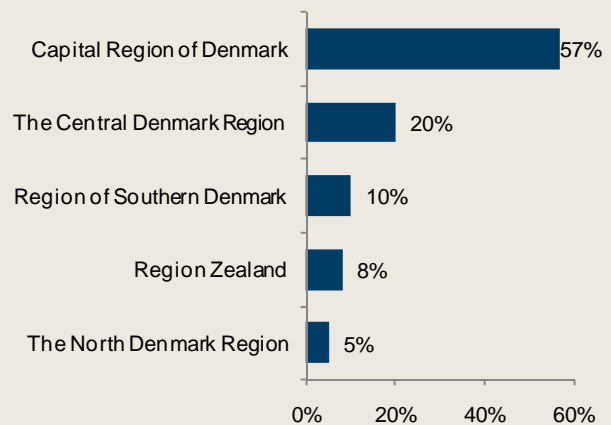 Capital Region of Denmark 57%
The Central Denmark Region 20%
Region of Southern Denmark 10%
Region Zealand 8%
The North Denmark Region 5%
0% 20% 40% 60%